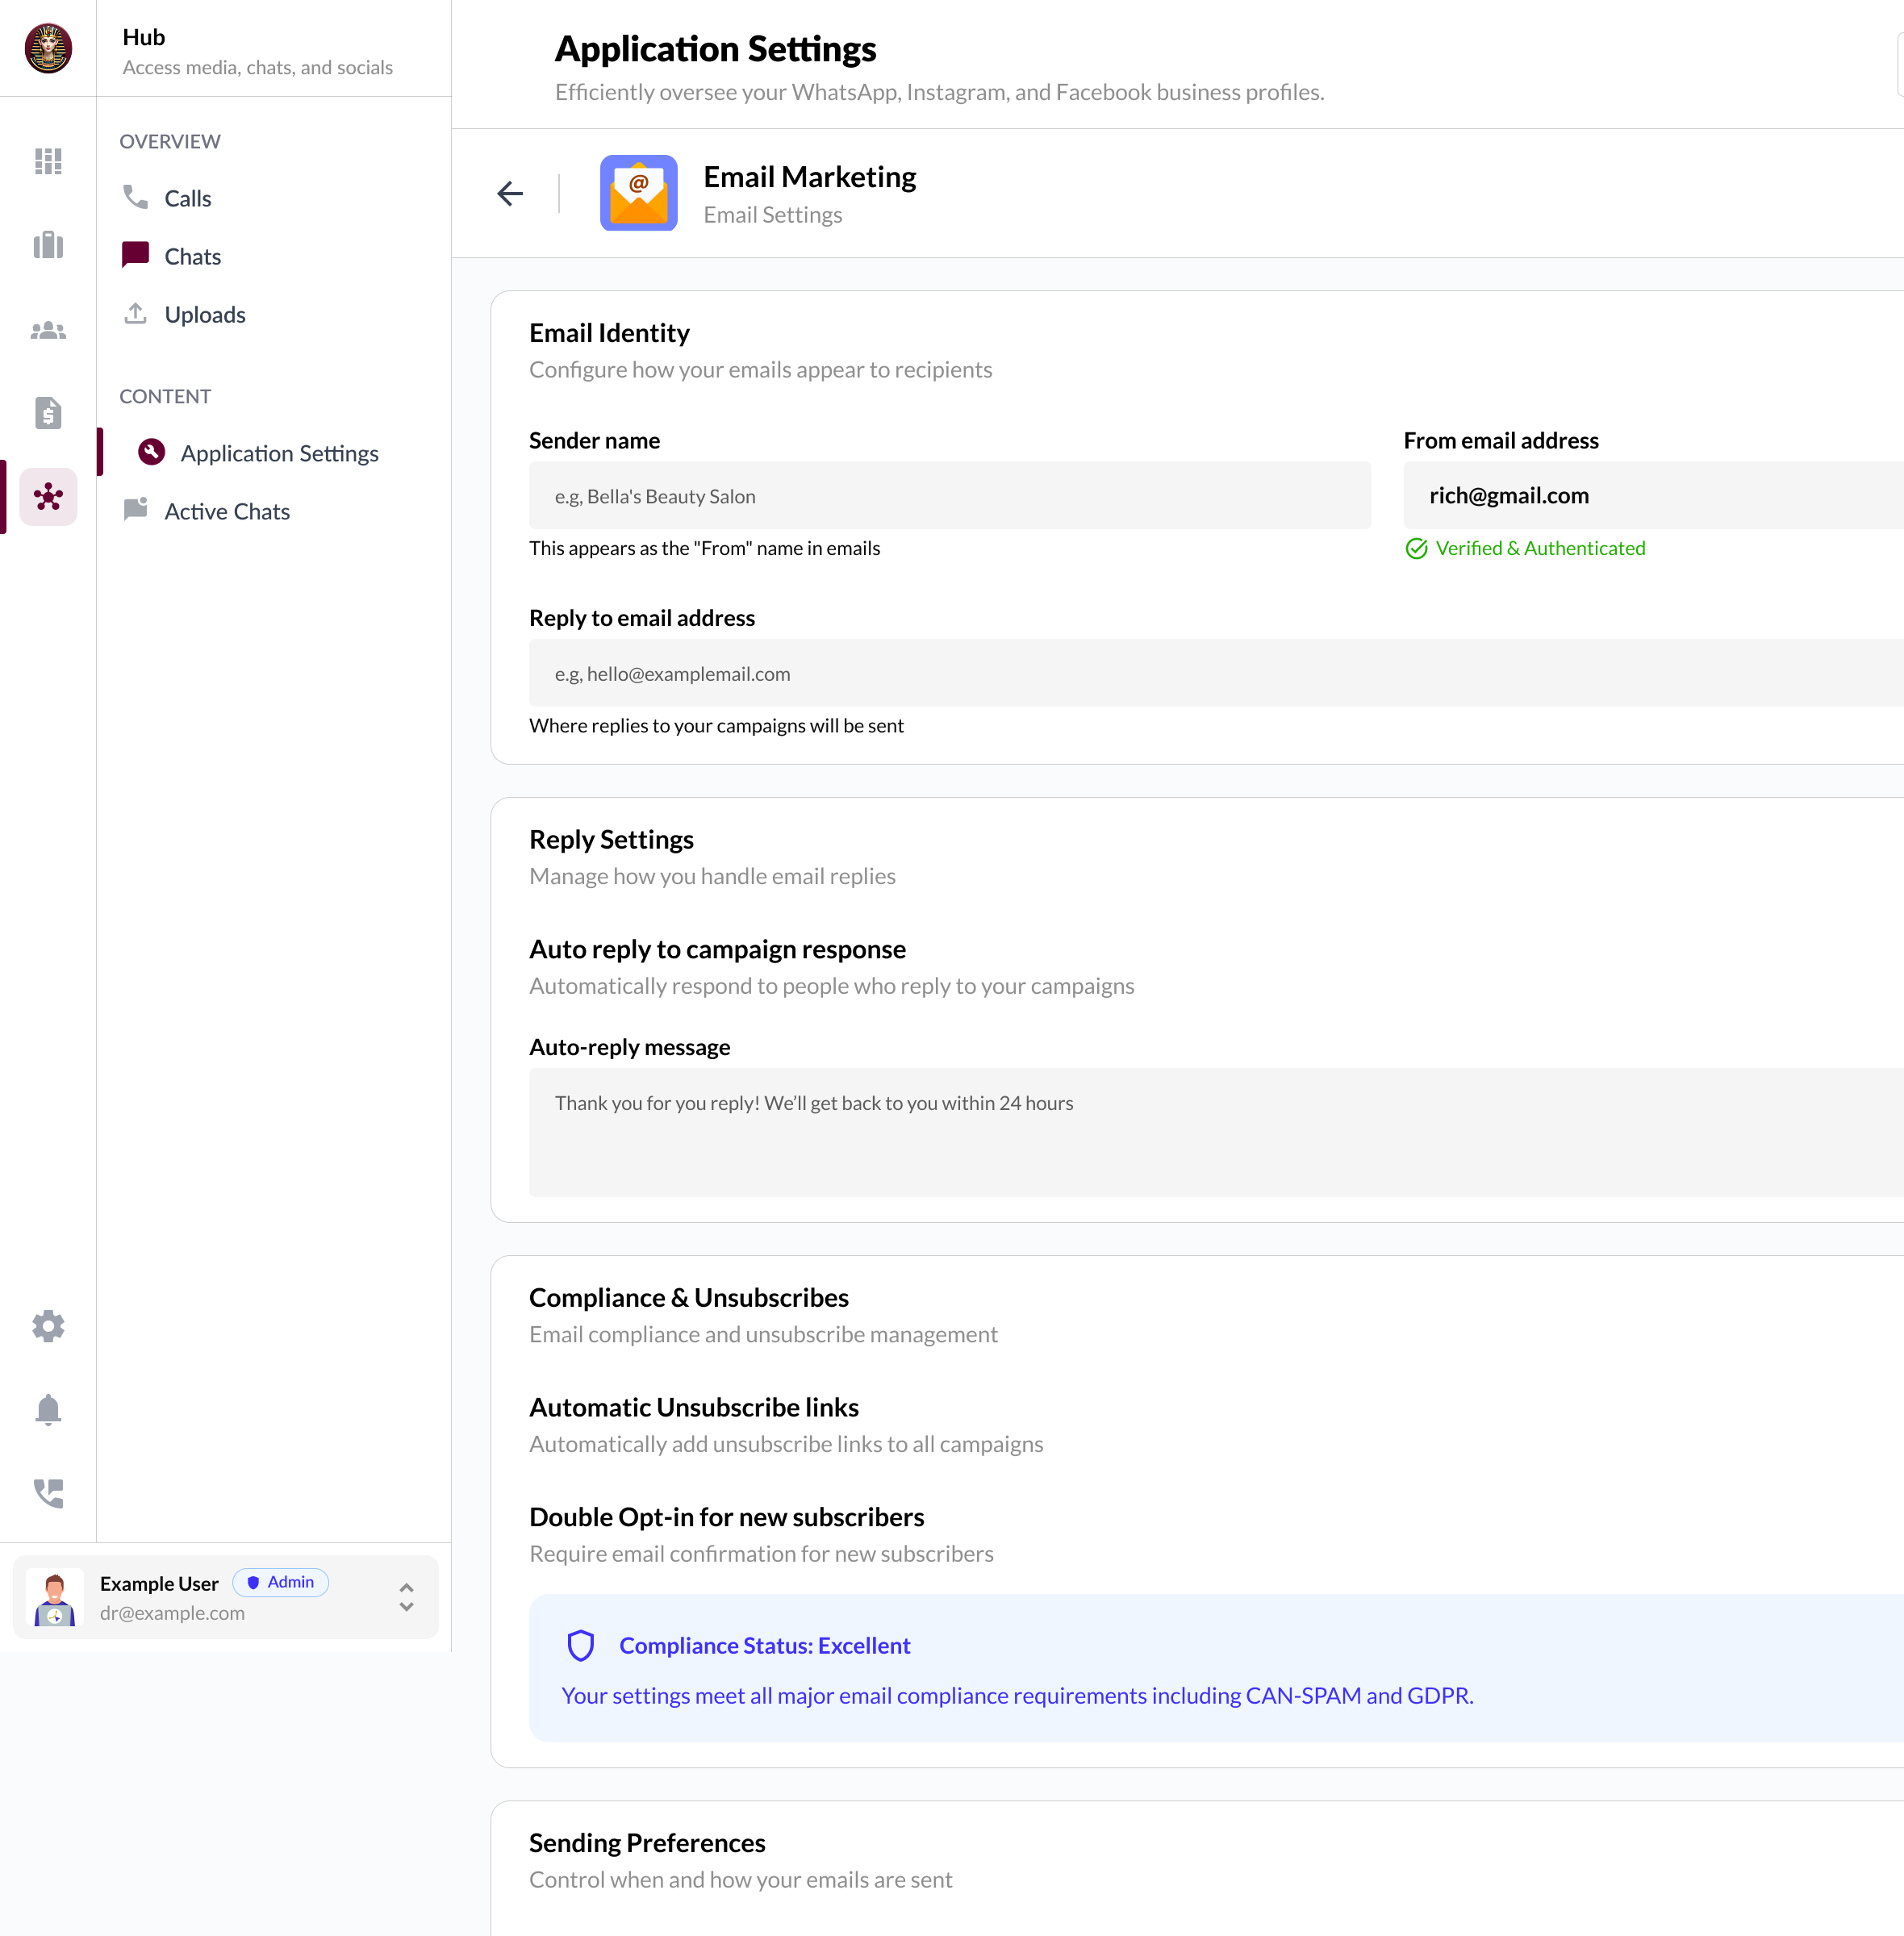 Hub
Access media, chats, and socials
OVERVIEW
Calls
Chats
Uploads
CONTENT
Application Settings
Active Chats
Example User
Admin
dr@example.com
Application Settings
Efficiently oversee your WhatsApp, Instagram, and Facebook business profiles.
@
Email Marketing
Email Settings
Email Identity
Configure how your emails appear to recipients
Sender name
e.g, Bella's Beauty Salon
This appears as the "From" name in emails
From email address
rich@gmail.com
Verified & Authenticated
Reply to email address
e.g, hello@examplemail.com
Where replies to your campaigns will be sent
Reply Settings
Manage how you handle email replies
Auto reply to campaign response
Automatically respond to people who reply to your campaigns
Auto-reply message
Thank you for you reply! We’ll get back to you within 24 hours
Compliance & Unsubscribes
Email compliance and unsubscribe management
Automatic Unsubscribe links
Automatically add unsubscribe links to all campaigns
Double Opt-in for new subscribers
Require email confirmation for new subscribers
Compliance Status: Excellent
Your settings meet all major email compliance requirements including CAN-SPAM and GDPR.
Sending Preferences
Control when and how your emails are sent